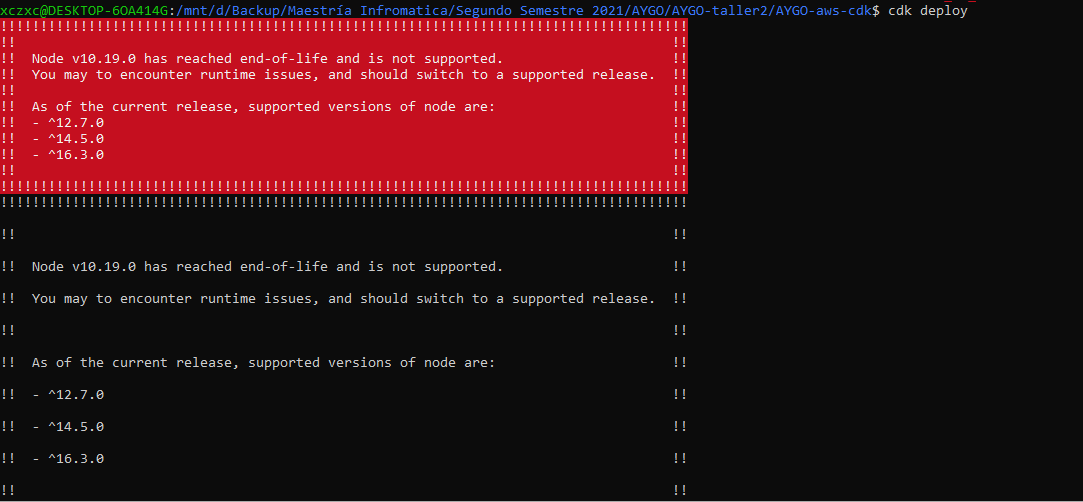 xczxc@DESKTOP-6OA414G:/mnt/d/Backup/Maestría Infromatica/Segundo Semestre 2021/AYGO/AYGO-taller2/AYGO-aws-cdk$ cdk deploy
!!!!!!!!!!!!!!!!!!!!!!!!!!!!!!!!!!!!!!!!!!!!!!!!!!!!!!!!!!!!!!!!!!!!!!!!!!!!!!!!!!!!!!
!!                                                                                  !!
!!  Node v10.19.0 has reached end-of-life and is not supported.                     !!
!!  You may to encounter runtime issues, and should switch to a supported release.  !!
!!                                                                                  !!
!!  As of the current release, supported versions of node are:                      !!
!!  - ^12.7.0                                                                       !!
!!  - ^14.5.0                                                                       !!
!!  - ^16.3.0                                                                       !!
!!                                                                                  !!
!!!!!!!!!!!!!!!!!!!!!!!!!!!!!!!!!!!!!!!!!!!!!!!!!!!!!!!!!!!!!!!!!!!!!!!!!!!!!!!!!!!!!!
!!!!!!!!!!!!!!!!!!!!!!!!!!!!!!!!!!!!!!!!!!!!!!!!!!!!!!!!!!!!!!!!!!!!!!!!!!!!!!!!!!!!!!
!!                                                                                  !!
!!  Node v10.19.0 has reached end-of-life and is not supported.                     !!
!!  You may to encounter runtime issues, and should switch to a supported release.  !!
!!                                                                                  !!
!!  As of the current release, supported versions of node are:                      !!
!!  - ^12.7.0                                                                       !!
!!  - ^14.5.0                                                                       !!
!!  - ^16.3.0                                                                       !!
!!                                                                                  !!